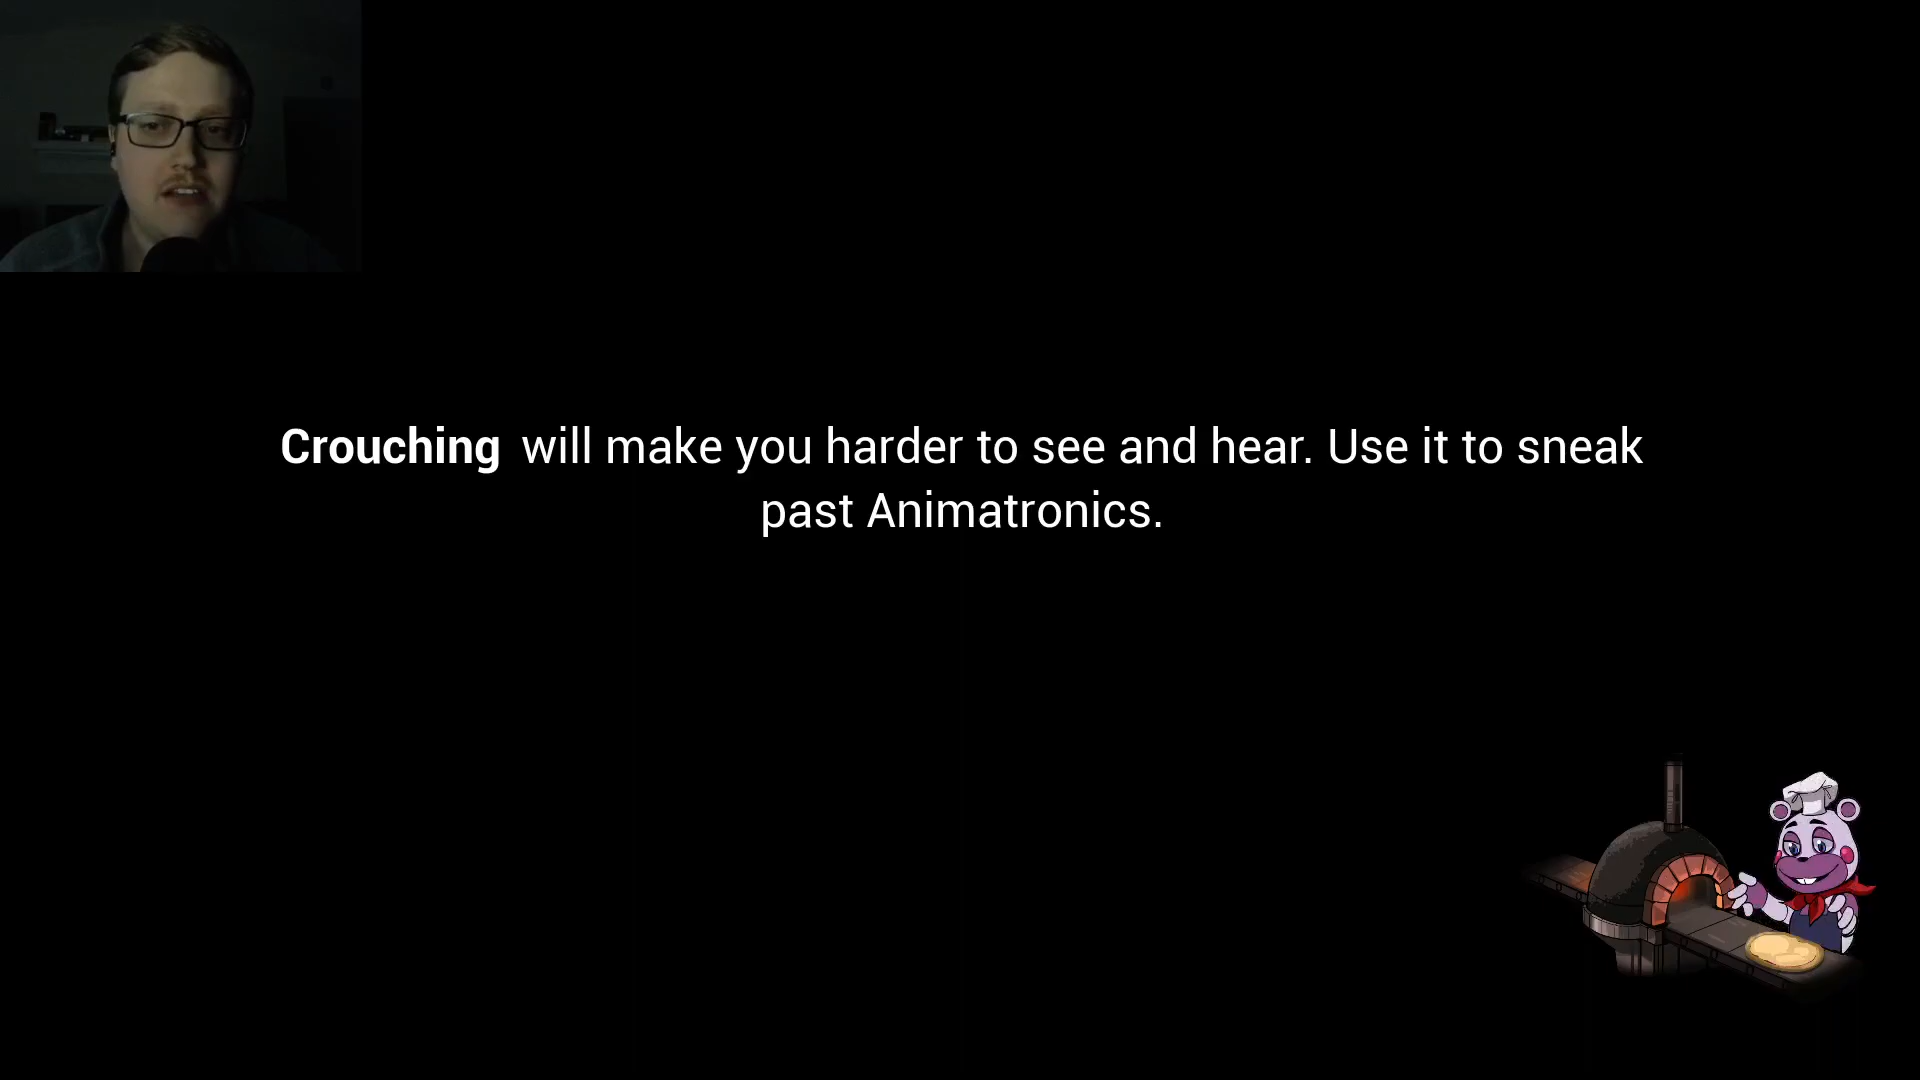 Crouching will make you harder to see and hear. Use it to sneak
past Animatronics.